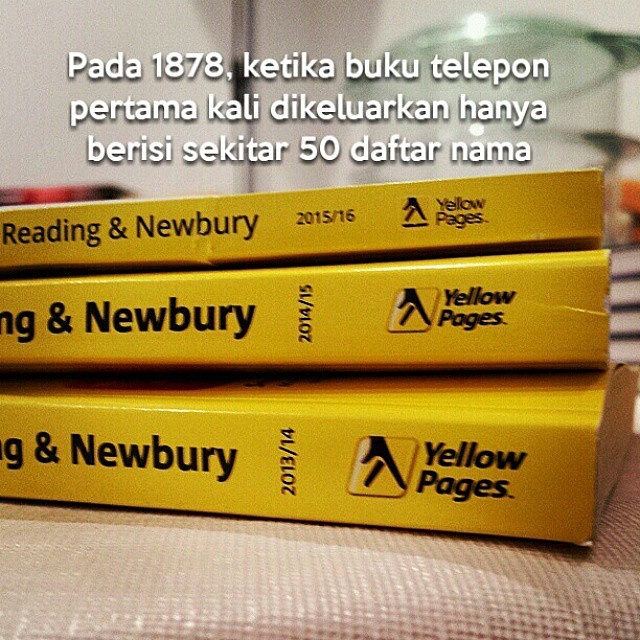 Pada 1878, ketika buku telepon
pertama kali dikeluarkan hanya
berisi sekitar 50 daftar nama
Reading & Newbury 2015/16 Yellow
Pages.
ng & Newbury 2014/15 Yellow
Pages.
ng & Newbury 2013/14 Yellow
Pages.